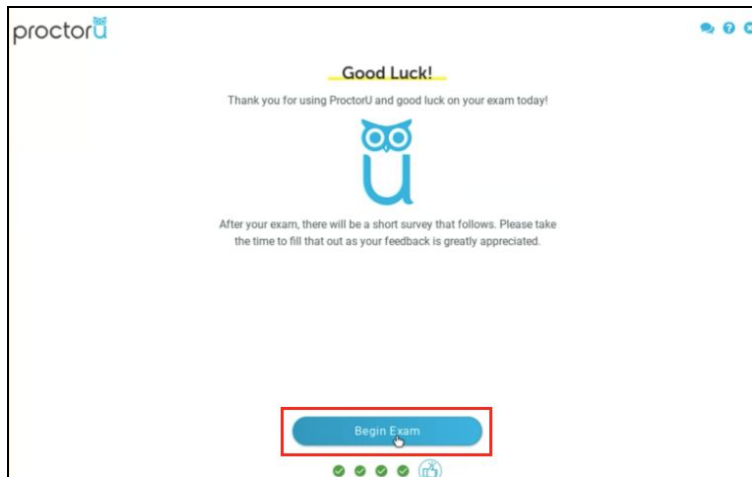 proctoru
Good Luck!
Thank you for using ProctorU and good luck on your exam today!
u
After your exam, there will be a short survey that follows. Please take
the time to fill that out as your feedback is greatly appreciated.
Begin Exam